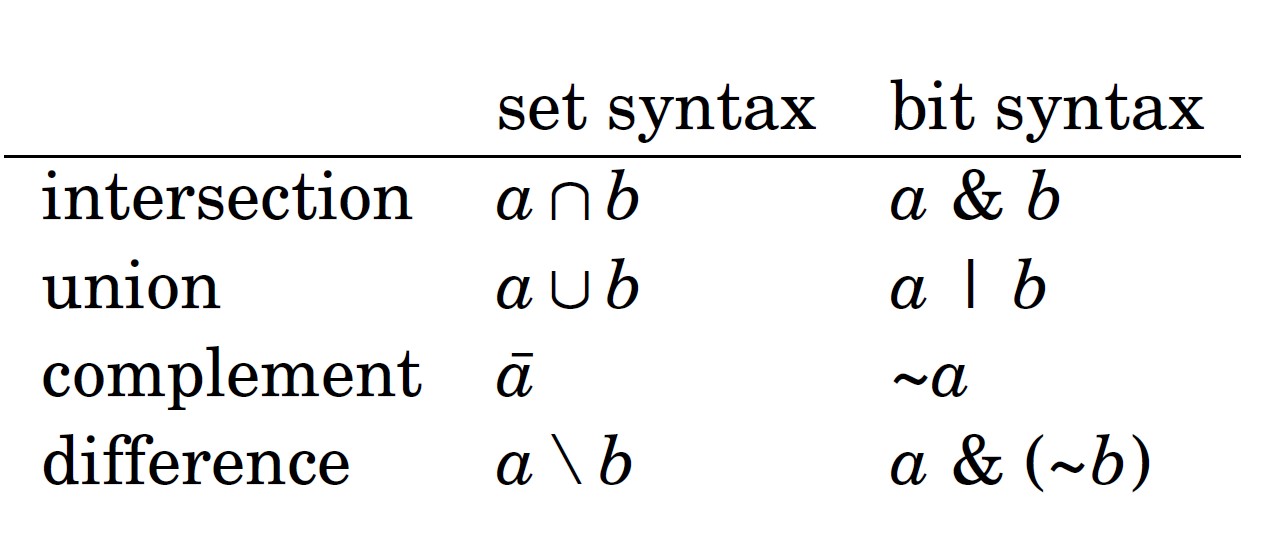 set syntax bit syntax
intersection a ∩ b a & b
union a ∪ b a | b
complement ā ~a
difference a \ b a & (~b)